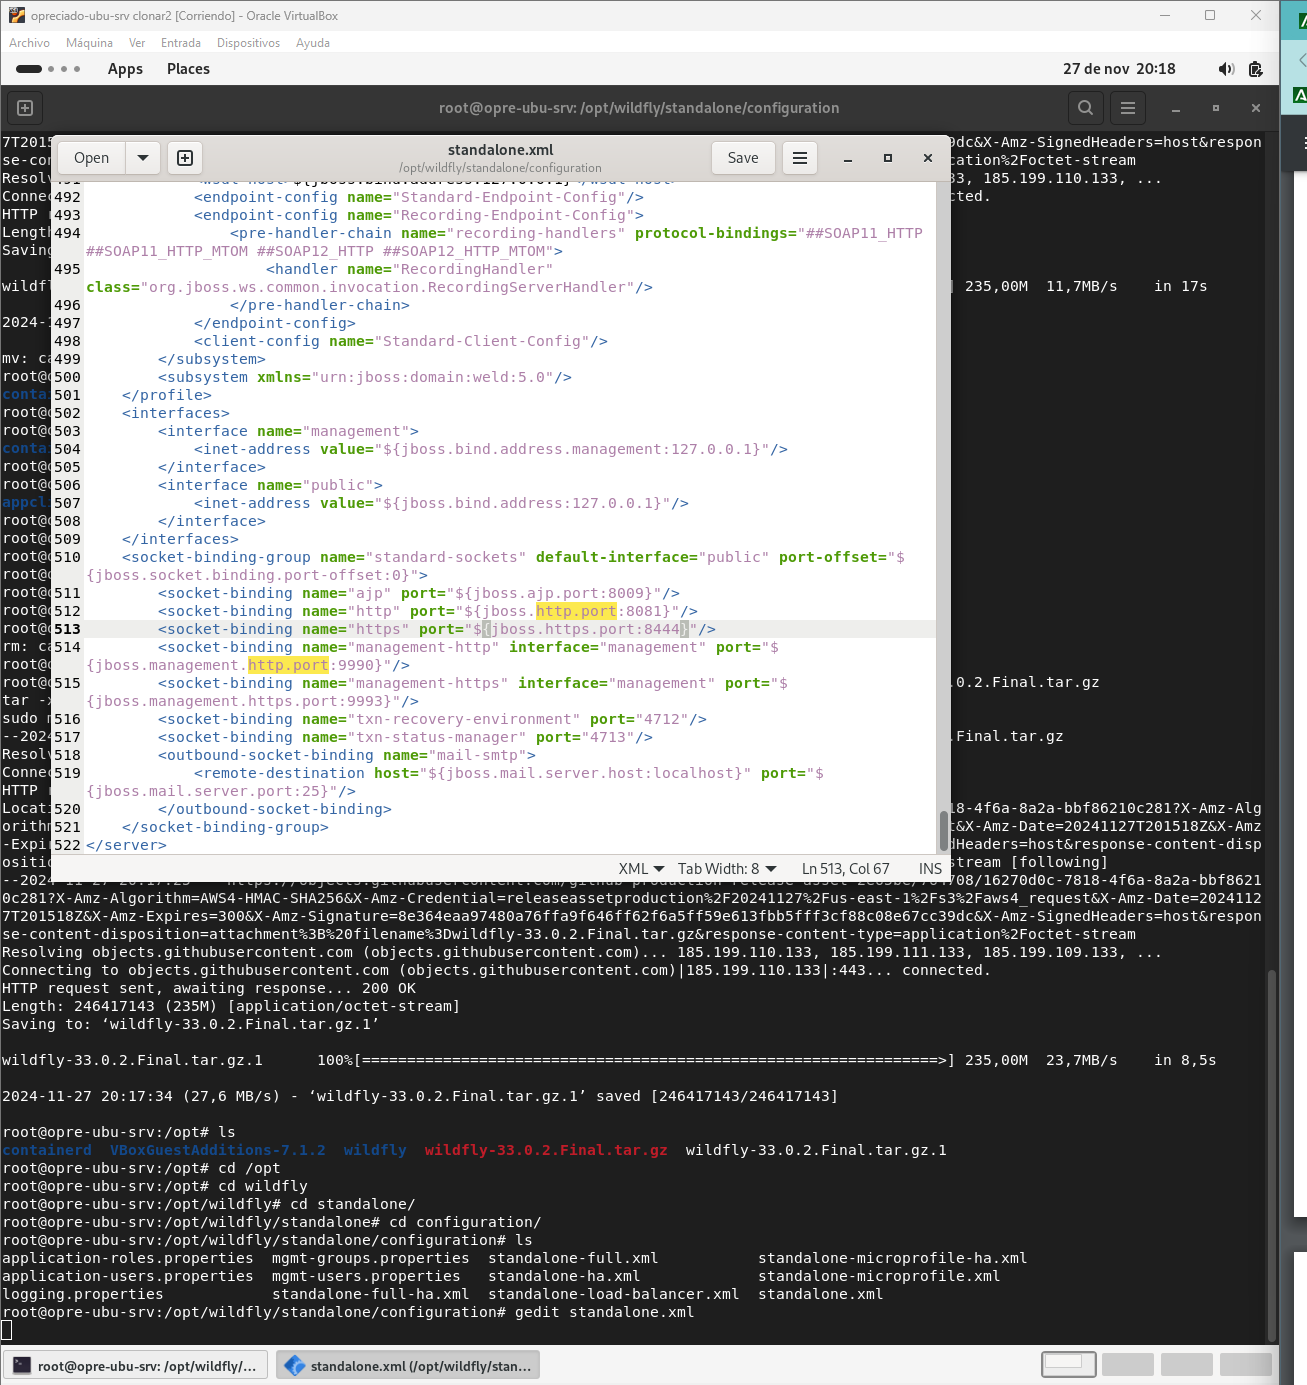 opreciado-ubu-srv clonar2 [Corriendo] - Oracle VirtualBox
Archivo Máquina Ver Entrada Dispositivos Ayuda
Apps Places 27 de nov 20:18
root@opre-ubu-srv: /opt/wildfly/standalone/configuration
Open standalone.xml Save
/opt/wildfly/standalone/configuration
492 <endpoint-config name="Standard-Endpoint-Config"/>
493 <endpoint-config name="Recording-Endpoint-Config">
494 <pre-handler-chain name="recording-handlers" protocol-bindings="##SOAP11_HTTP
##SOAP11_HTTP_MTOM ##SOAP12_HTTP ##SOAP12_HTTP_MTOM">
495 <handler name="RecordingHandler"
class="org.jboss.ws.common.invocation.RecordingServerHandler"/>
496 </pre-handler-chain>
497 </endpoint-config>
498 <client-config name="Standard-Client-Config"/>
499 </subsystem>
500 <subsystem xmlns="urn:jboss:domain:weld:5.0"/>
501 </profile>
502 <interfaces>
503 <interface name="management">
504 <inet-address value="${jboss.bind.address.management:127.0.0.1}"/>
505 </interface>
506 <interface name="public">
507 <inet-address value="${jboss.bind.address:127.0.0.1}"/>
508 </interface>
509 </interfaces>
510 <socket-binding-group name="standard-sockets" default-interface="public" port-offset="$
{jboss.socket.binding.port-offset:0}">
511 <socket-binding name="ajp" port="${jboss.ajp.port:8009}"/>
512 <socket-binding name="http" port="${jboss.http.port:8081}"/>
513 <socket-binding name="https" port="${jboss.https.port:8444}"/>
514 <socket-binding name="management-http" interface="management" port="$
{jboss.management.http.port:9990}"/>
515 <socket-binding name="management-https" interface="management" port="$
{jboss.management.https.port:9993}"/>
516 <socket-binding name="txn-recovery-environment" port="4712"/>
517 <socket-binding name="txn-status-manager" port="4713"/>
518 <outbound-socket-binding name="mail-smtp">
519 <remote-destination host="${jboss.mail.server.host:localhost}" port="$
{jboss.mail.server.port:25}"/>
520 </outbound-socket-binding>
521 </socket-binding-group>
522 </server>
XML Tab Width: 8 Ln 513, Col 67 INS
0c281?X-Amz-Algorithm=AWS4-HMAC-SHA256&X-Amz-Credential=releaseassetproduction%2F20241127%2Fus-east-1%2Fs3%2Faws4_request&X-Amz-Date=2024112
7T201518Z&X-Amz-Expires=300&X-Amz-Signature=8e364eaa97480a76ffa9f646ff62f6a5ff59e613fbb5fff3cf88c08e67cc39dc&X-Amz-SignedHeaders=host&respon
se-content-disposition=attachment%3B%20filename%3Dwildfly-33.0.2.Final.tar.gz&response-content-type=application%2Foctet-stream
Resolving objects.githubusercontent.com (objects.githubusercontent.com)... 185.199.110.133, 185.199.111.133, 185.199.109.133, ...
Connecting to objects.githubusercontent.com (objects.githubusercontent.com)|185.199.110.133|:443... connected.
HTTP request sent, awaiting response... 200 OK
Length: 246417143 (235M) [application/octet-stream]
Saving to: ‘wildfly-33.0.2.Final.tar.gz.1’
wildfly-33.0.2.Final.tar.gz.1 100%[================================================================>] 235,00M 23,7MB/s in 8,5s
2024-11-27 20:17:34 (27,6 MB/s) - ‘wildfly-33.0.2.Final.tar.gz.1’ saved [246417143/246417143]
root@opre-ubu-srv:/opt# ls
containerd VBoxGuestAdditions-7.1.2 wildfly wildfly-33.0.2.Final.tar.gz wildfly-33.0.2.Final.tar.gz.1
root@opre-ubu-srv:/opt# cd /opt
root@opre-ubu-srv:/opt# cd wildfly
root@opre-ubu-srv:/opt/wildfly# cd standalone/
root@opre-ubu-srv:/opt/wildfly/standalone# cd configuration/
root@opre-ubu-srv:/opt/wildfly/standalone/configuration# ls
application-roles.properties mgmt-groups.properties standalone-full.xml standalone-microprofile-ha.xml
application-users.properties mgmt-users.properties standalone-ha.xml standalone-microprofile.xml
logging.properties standalone-full-ha.xml standalone-load-balancer.xml standalone.xml
root@opre-ubu-srv:/opt/wildfly/standalone/configuration# gedit standalone.xml
root@opre-ubu-srv: /opt/wildfly/... standalone.xml (/opt/wildfly/stan...